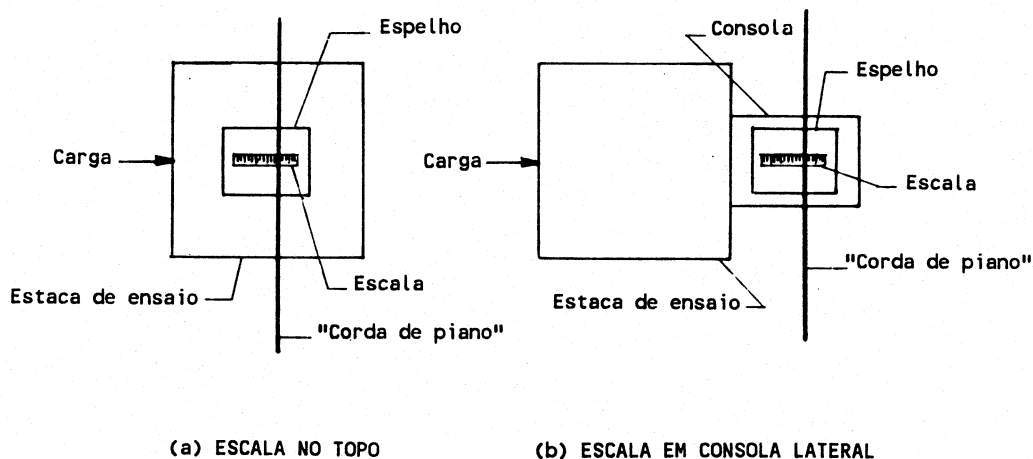 Espelho
Carga
Estaca de ensaio
Escala
"Corda de piano"
(a) ESCALA NO TOPO
Consola
Espelho
Carga
Escala
"Corda de piano"
Estaca de ensaio
(b) ESCALA EM CONSOLA LATERAL